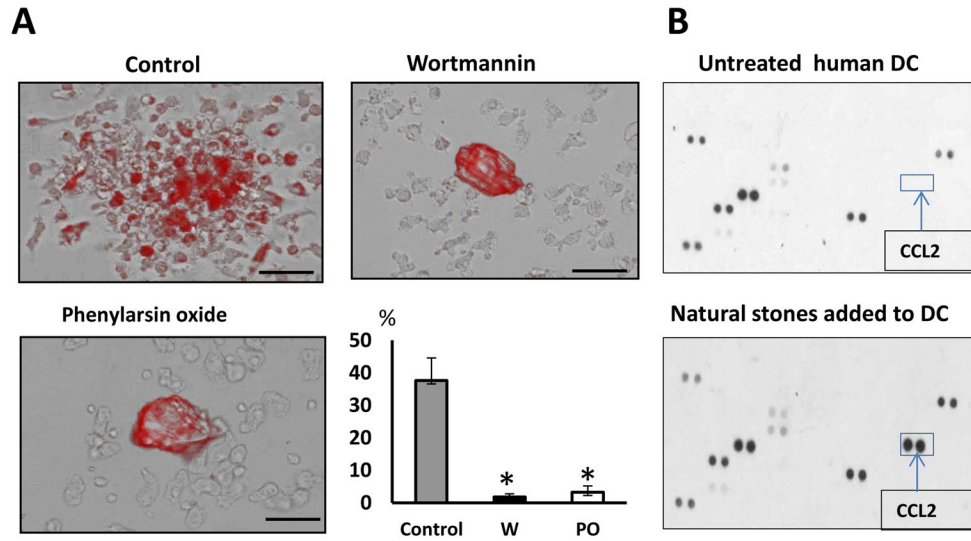 A
B
Control
Wortmannin
Untreated human DC
CCL2
Phenylarsin oxide
%
50
40
30
20
10
0
*
*
Control W PO
Natural stones added to DC
CCL2